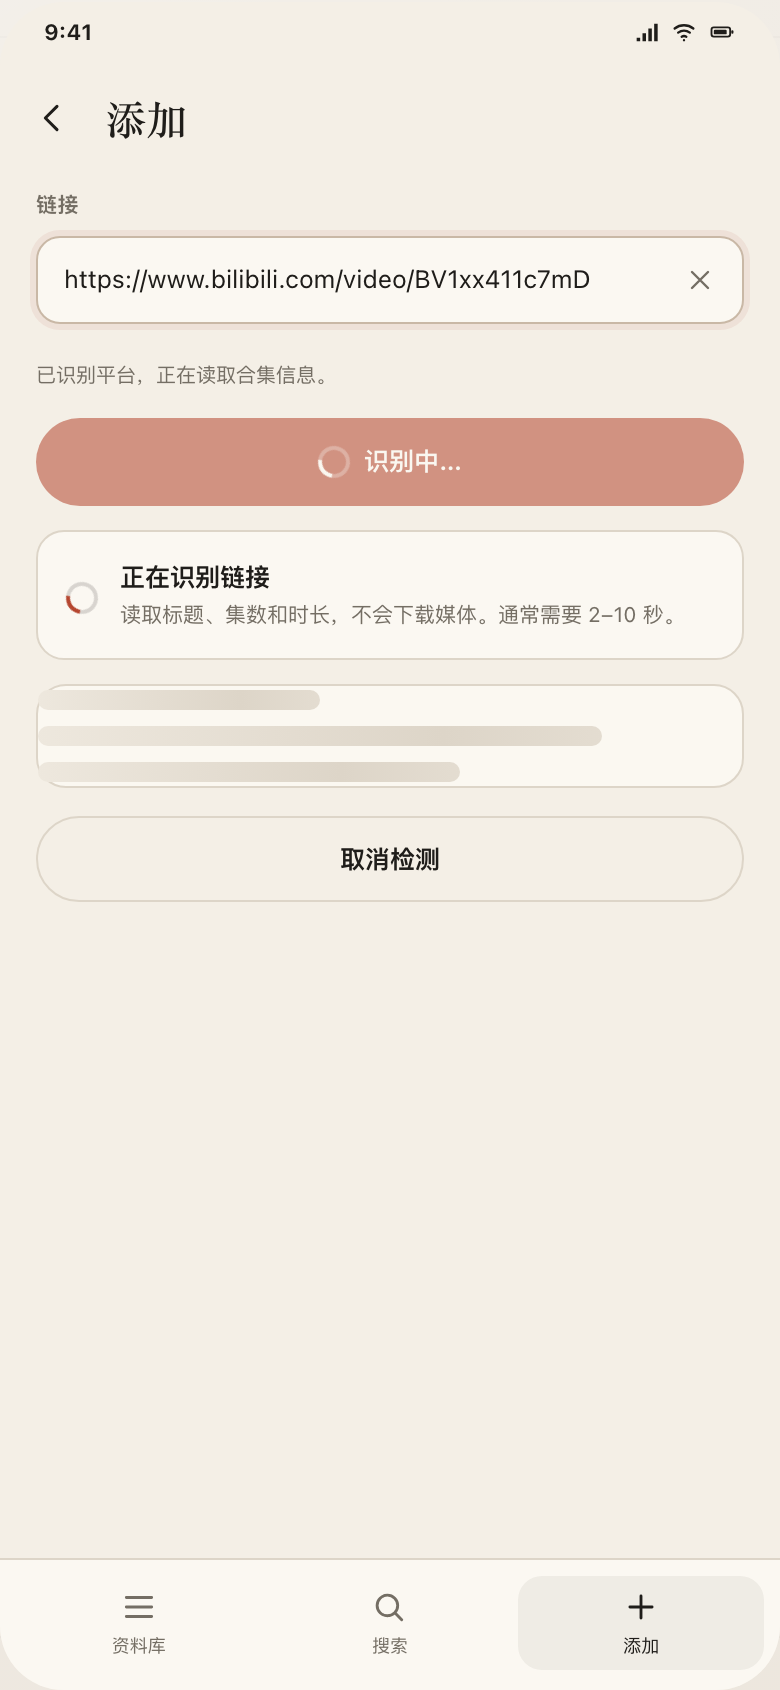 9:41
添加
链接
https://www.bilibili.com/video/BV1xx411c7mD
已识别平台，正在读取合集信息。
识别中...
正在识别链接
读取标题、集数和时长，不会下载媒体。通常需要 2–10 秒。
取消检测
资料库
搜索
添加